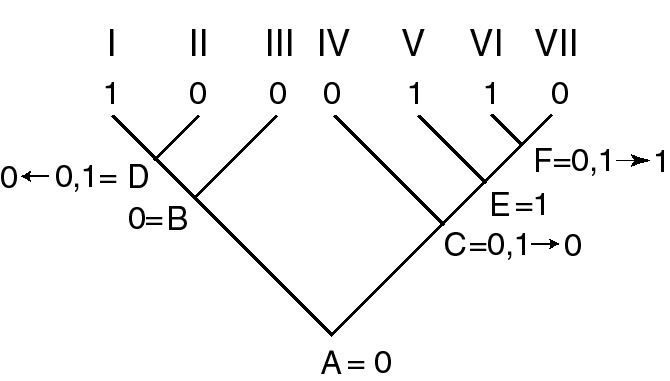 I II III IV V VI VII
1 0 0 0 1 1 0
F=0,1→1
0←0,1= D
E=1
0=B
C=0,1→0
A = 0